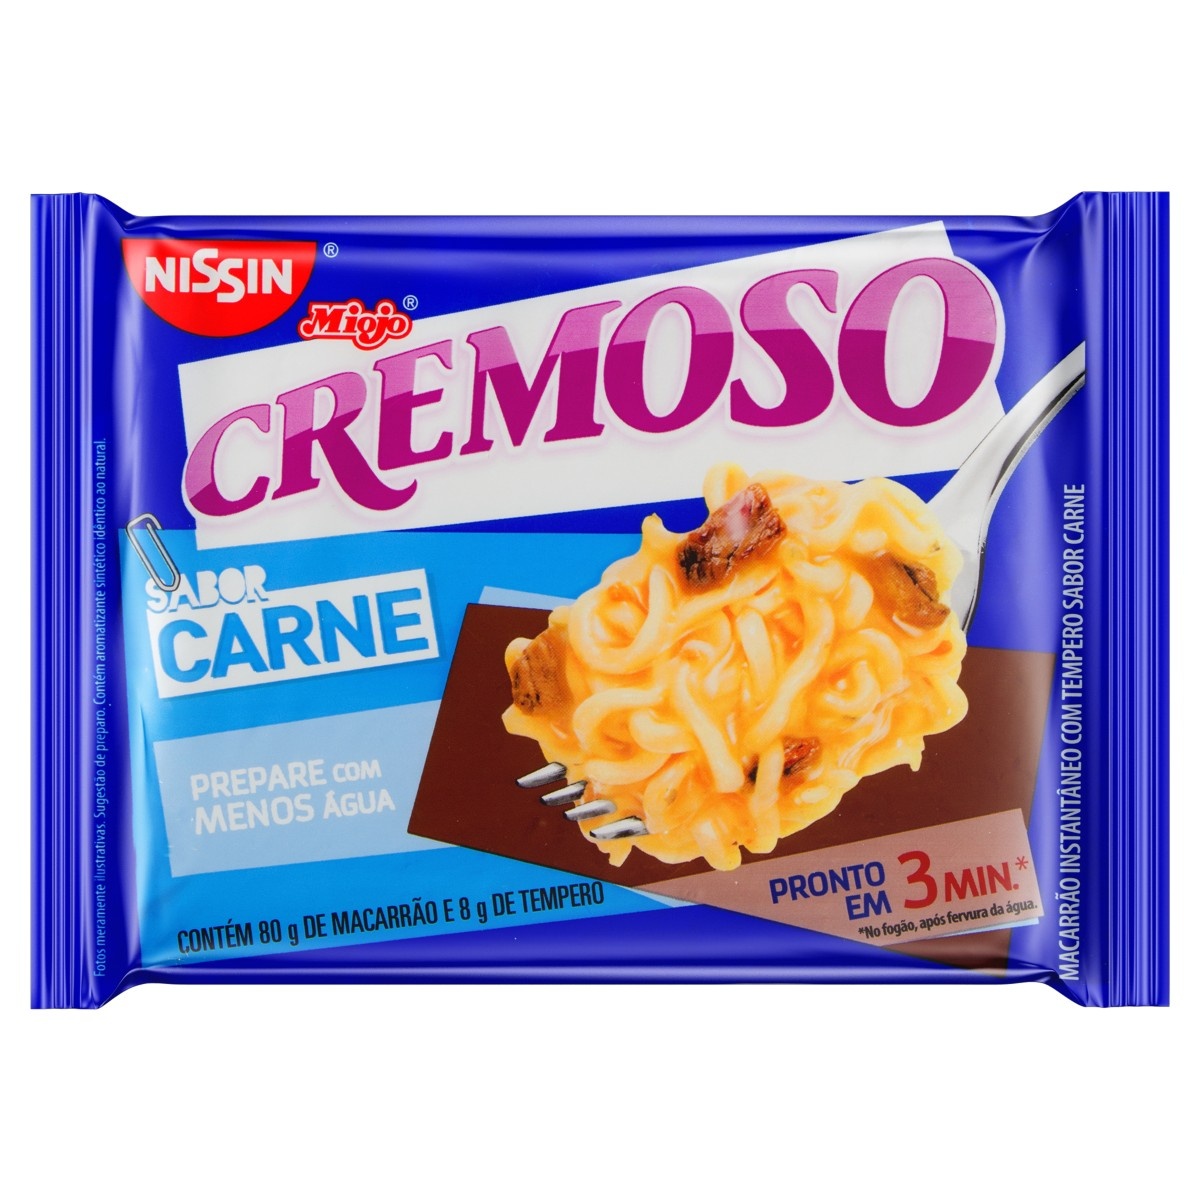 NISSIN ®
Miojo ®
CREMOSO
SABOR
CARNE
PREPARE COM
MENOS ÁGUA
CONTÉM 80 g DE MACARRÃO E 8 g DE TEMPERO
PRONTO
EM 3 MIN.*
*No fogão, após fervura da água.
MACARRÃO INSTANTÂNEO COM TEMPERO SABOR CARNE
Fotos meramente ilustrativas. Sugestão de preparo. Contém aromatizante sintético idêntico ao natural.